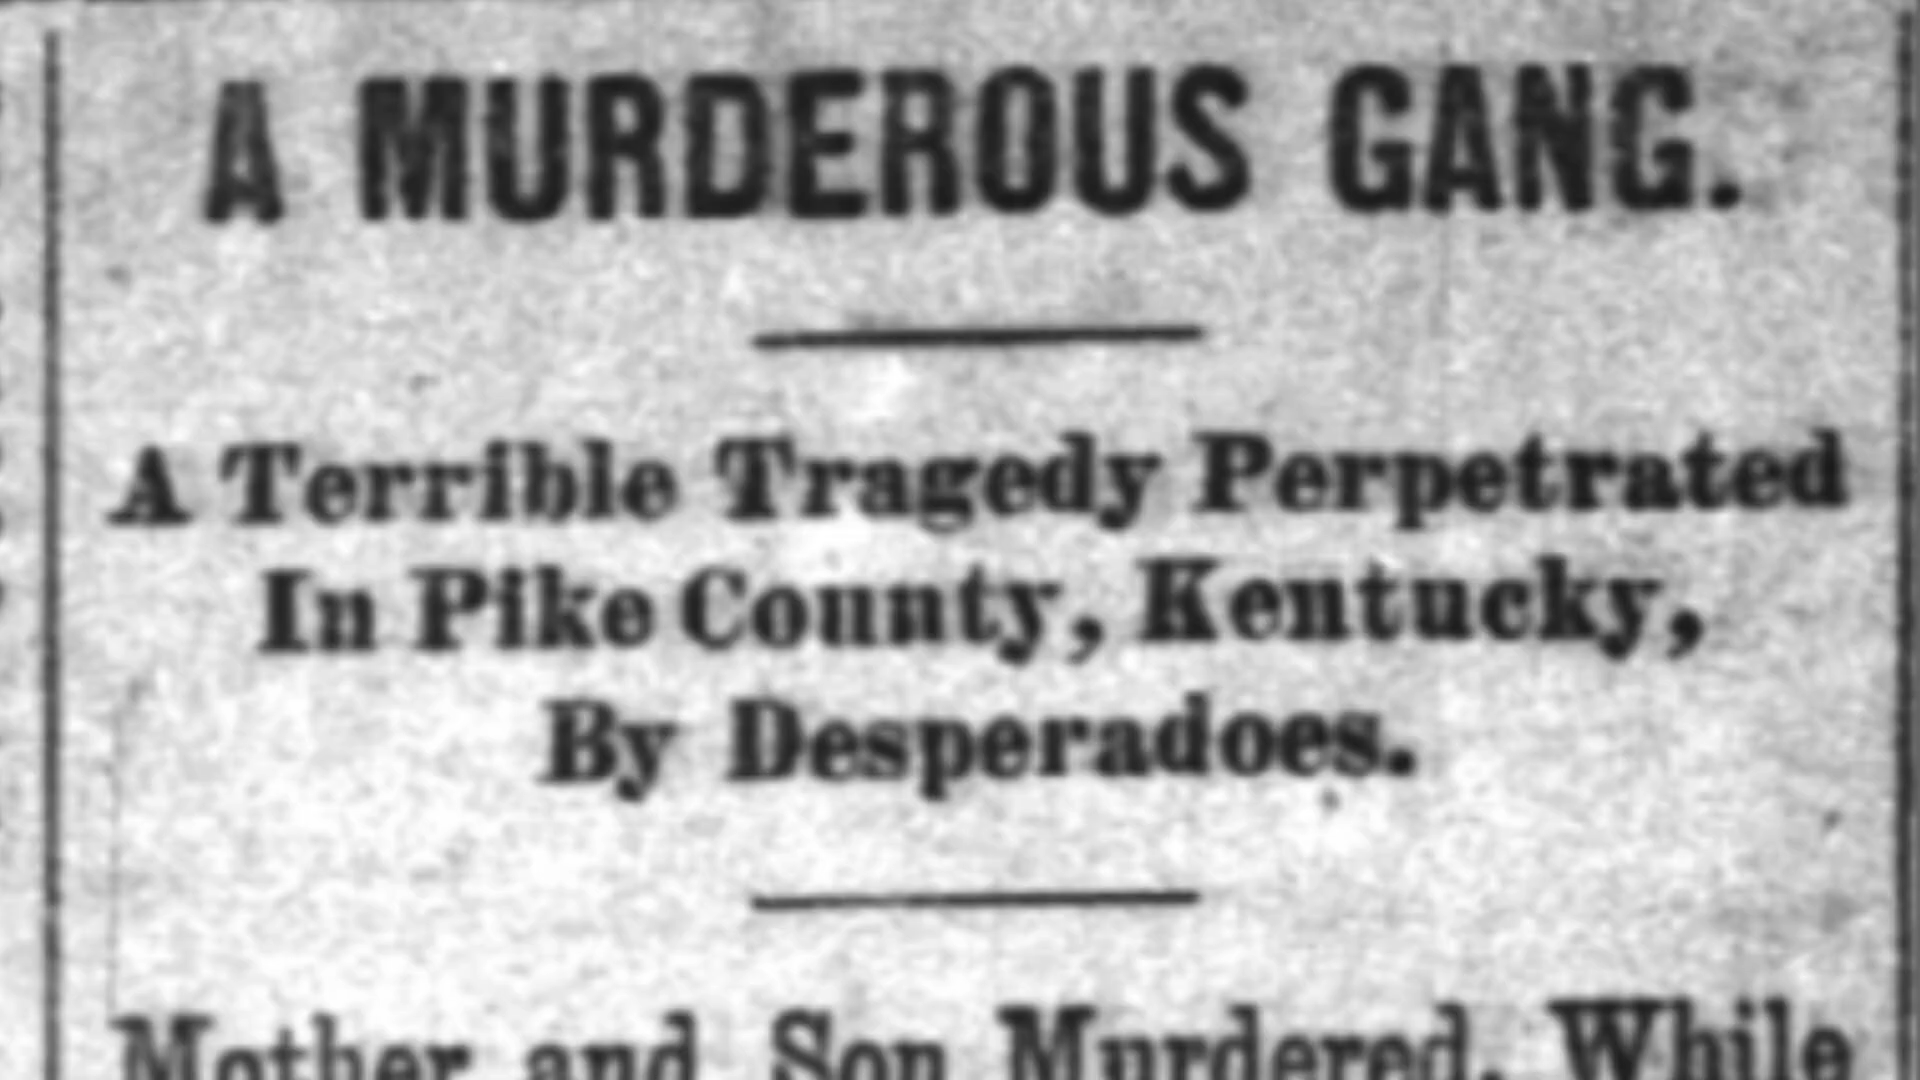 A MURDEROUS GANG.
A Terrible Tragedy Perpetrated
In Pike County, Kentucky,
By Desperadoes.
Mother and Son Murdered, While